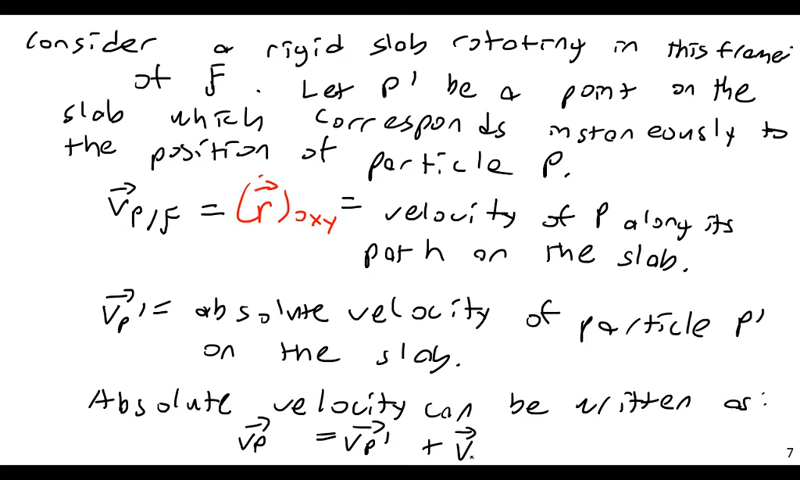 Consider a rigid slob rotating in this frame
of F. Let P' be a point on the
slab which corresponds instaneously to
the position of particle P.
v⃗P/F = (ṙ⃗)oxy = velocity of P along its
path on the slab.
v⃗P' = absolute velocity of particle P'
on the slab.
Absolute velocity can be written as:
v⃗P = v⃗P' + v⃗
7